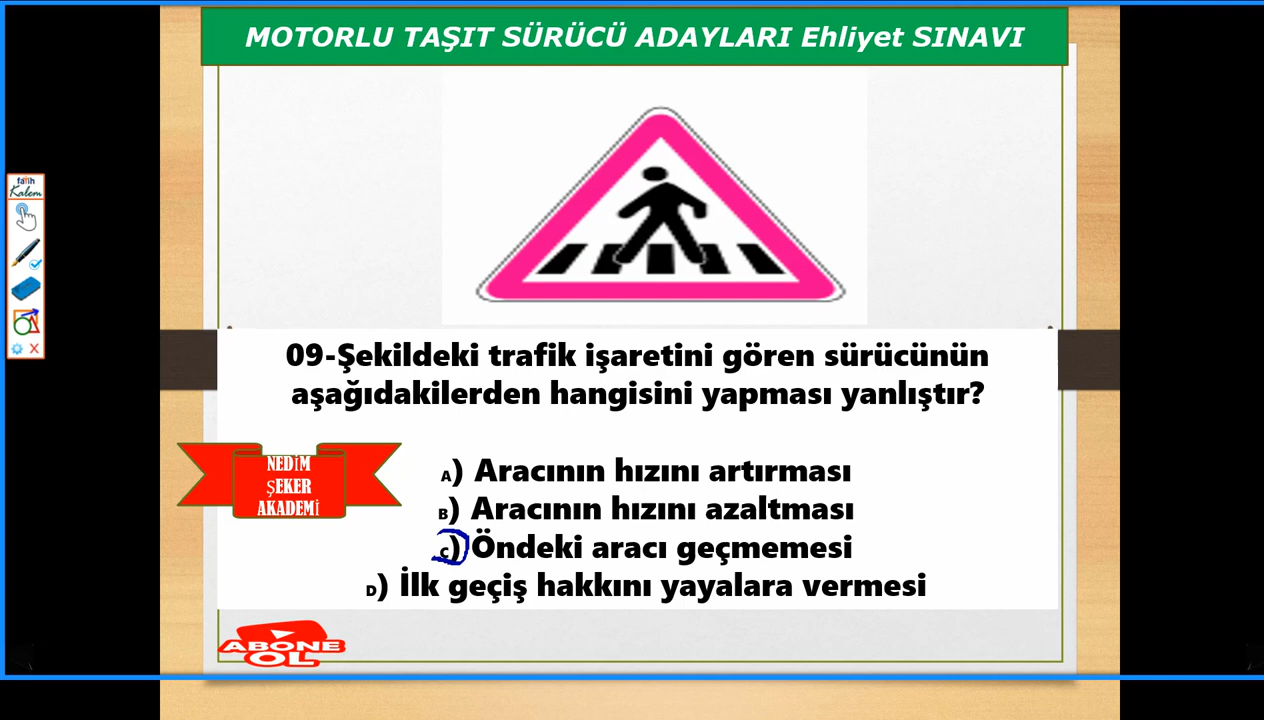 MOTORLU TAŞIT SÜRÜCÜ ADAYLARI Ehliyet SINAVI
fatih
Kalem
09-Şekildeki trafik işaretini gören sürücünün
aşağıdakilerden hangisini yapması yanlıştır?
NEDİM
ŞEKER
AKADEMİ
A) Aracının hızını artırması
B) Aracının hızını azaltması
C) Öndeki aracı geçmemesi
D) İlk geçiş hakkını yayalara vermesi
ABONE
OL